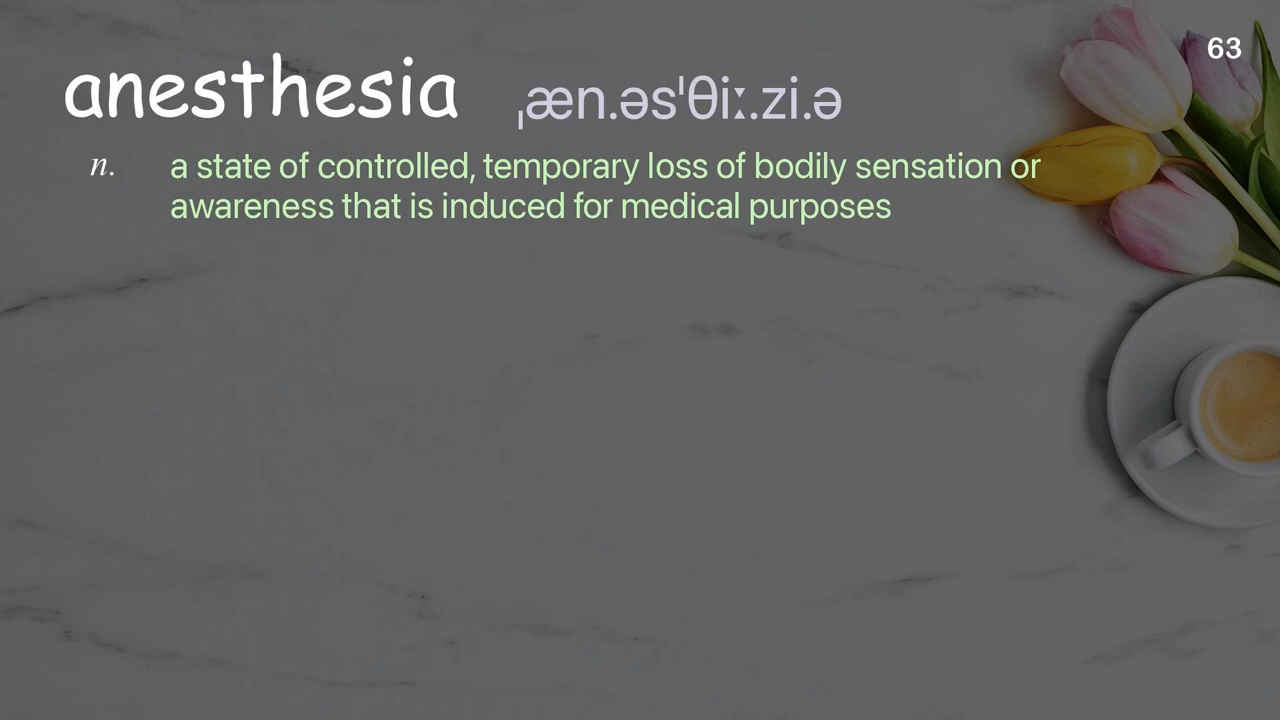 63
anesthesia ˌæn.əsˈθiː.zi.ə
n. a state of controlled, temporary loss of bodily sensation or
awareness that is induced for medical purposes